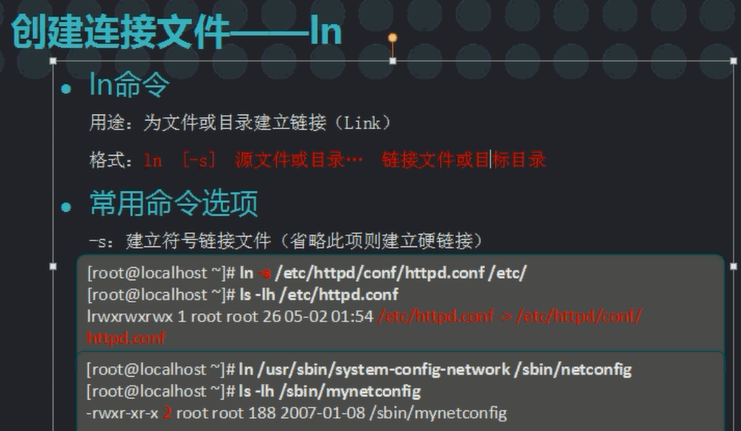 创建连接文件——ln
ln命令
用途：为文件或目录建立链接（Link）
格式：ln [-s] 源文件或目录… 链接文件或目标目录
常用命令选项
-s：建立符号链接文件（省略此项则建立硬链接）
[root@localhost ~]# ln -s /etc/httpd/conf/httpd.conf /etc/
[root@localhost ~]# ls -lh /etc/httpd.conf
lrwxrwxrwx 1 root root 26 05-02 01:54 /etc/httpd.conf -> /etc/httpd/conf/
httpd.conf
[root@localhost ~]# ln /usr/sbin/system-config-network /sbin/netconfig
[root@localhost ~]# ls -lh /sbin/mynetconfig
-rwxr-xr-x 2 root root 188 2007-01-08 /sbin/mynetconfig